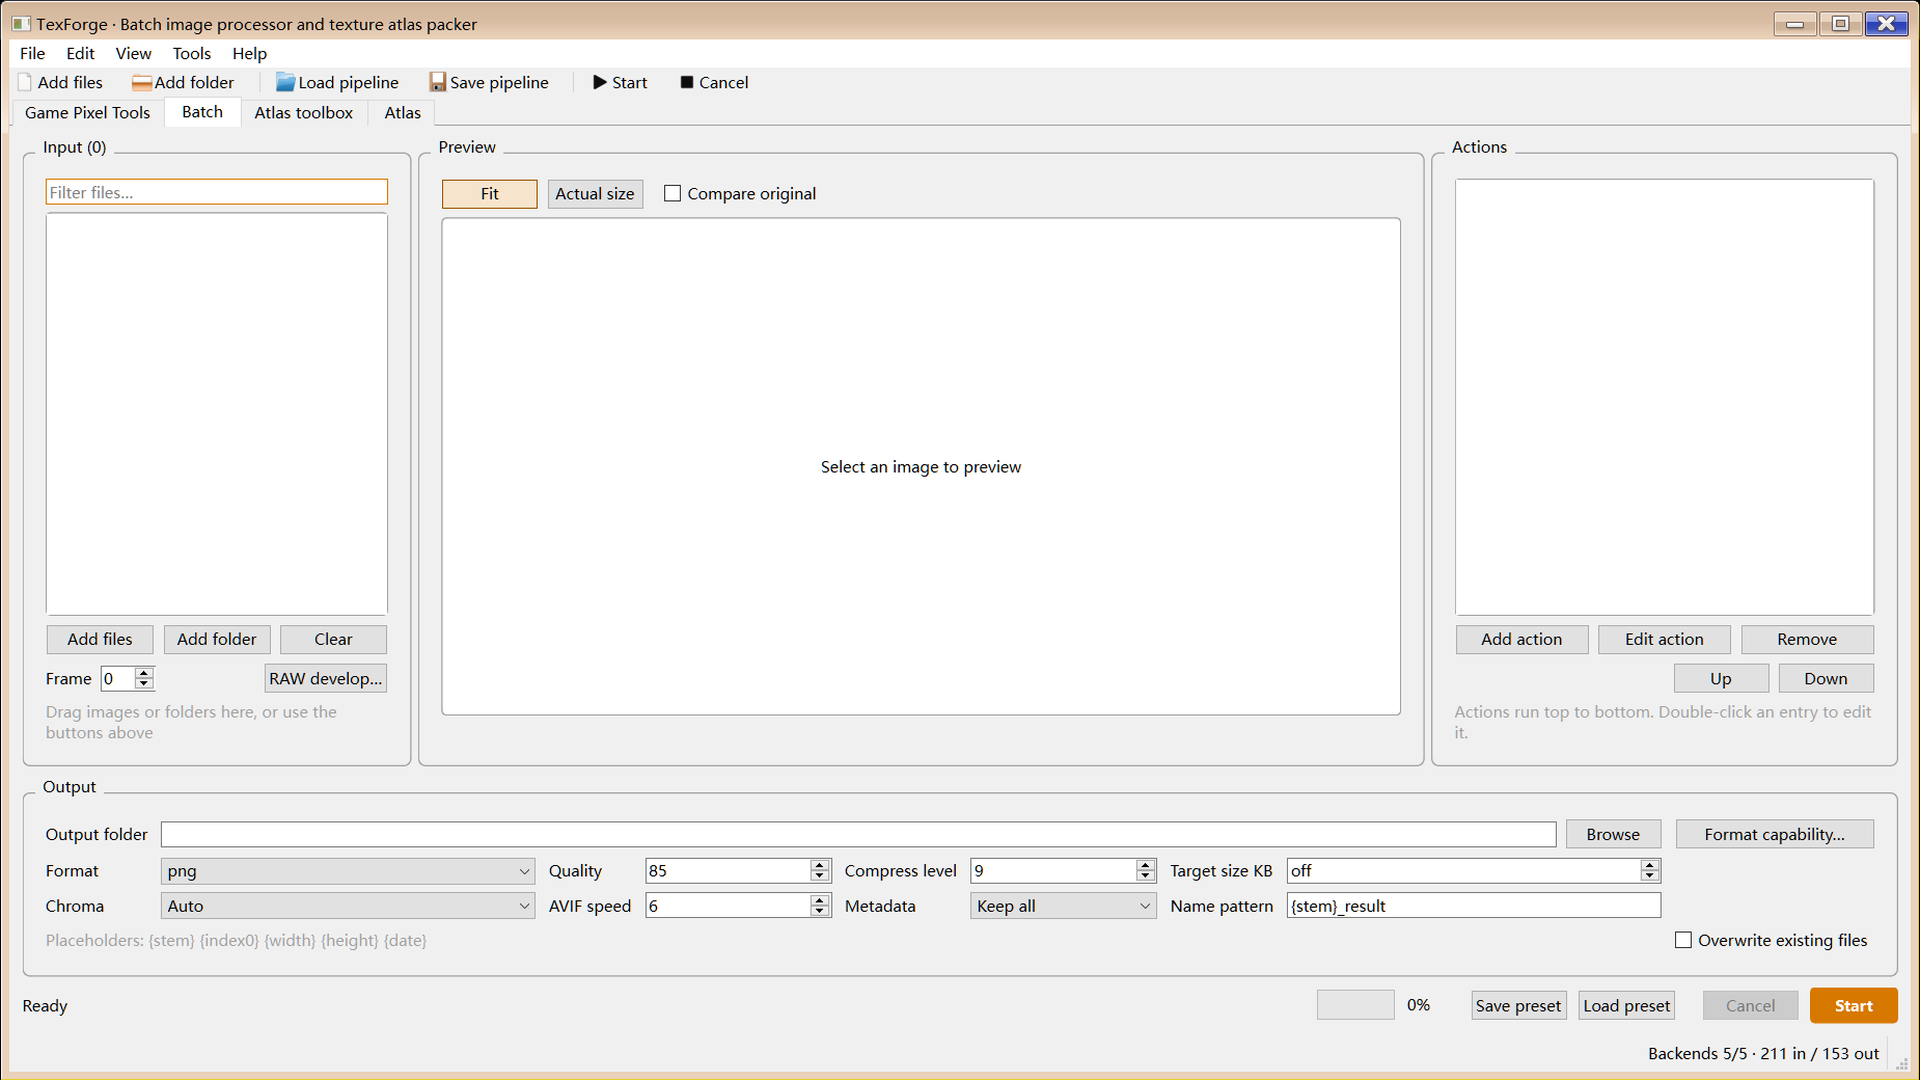 TexForge · Batch image processor and texture atlas packer
File Edit View Tools Help
Add files Add folder Load pipeline Save pipeline Start Cancel
Game Pixel Tools Batch Atlas toolbox Atlas
Input (0)
Filter files...
Add files Add folder Clear
Frame 0 RAW develop...
Drag images or folders here, or use the
buttons above
Preview
Fit Actual size Compare original
Select an image to preview
Actions
Add action Edit action Remove
Up Down
Actions run top to bottom. Double-click an entry to edit
it.
Output
Output folder Browse Format capability...
Format png Quality 85 Compress level 9 Target size KB off
Chroma Auto AVIF speed 6 Metadata Keep all Name pattern {stem}_result
Placeholders: {stem} {index0} {width} {height} {date} Overwrite existing files
Ready 0% Save preset Load preset Cancel Start
Backends 5/5 · 211 in / 153 out